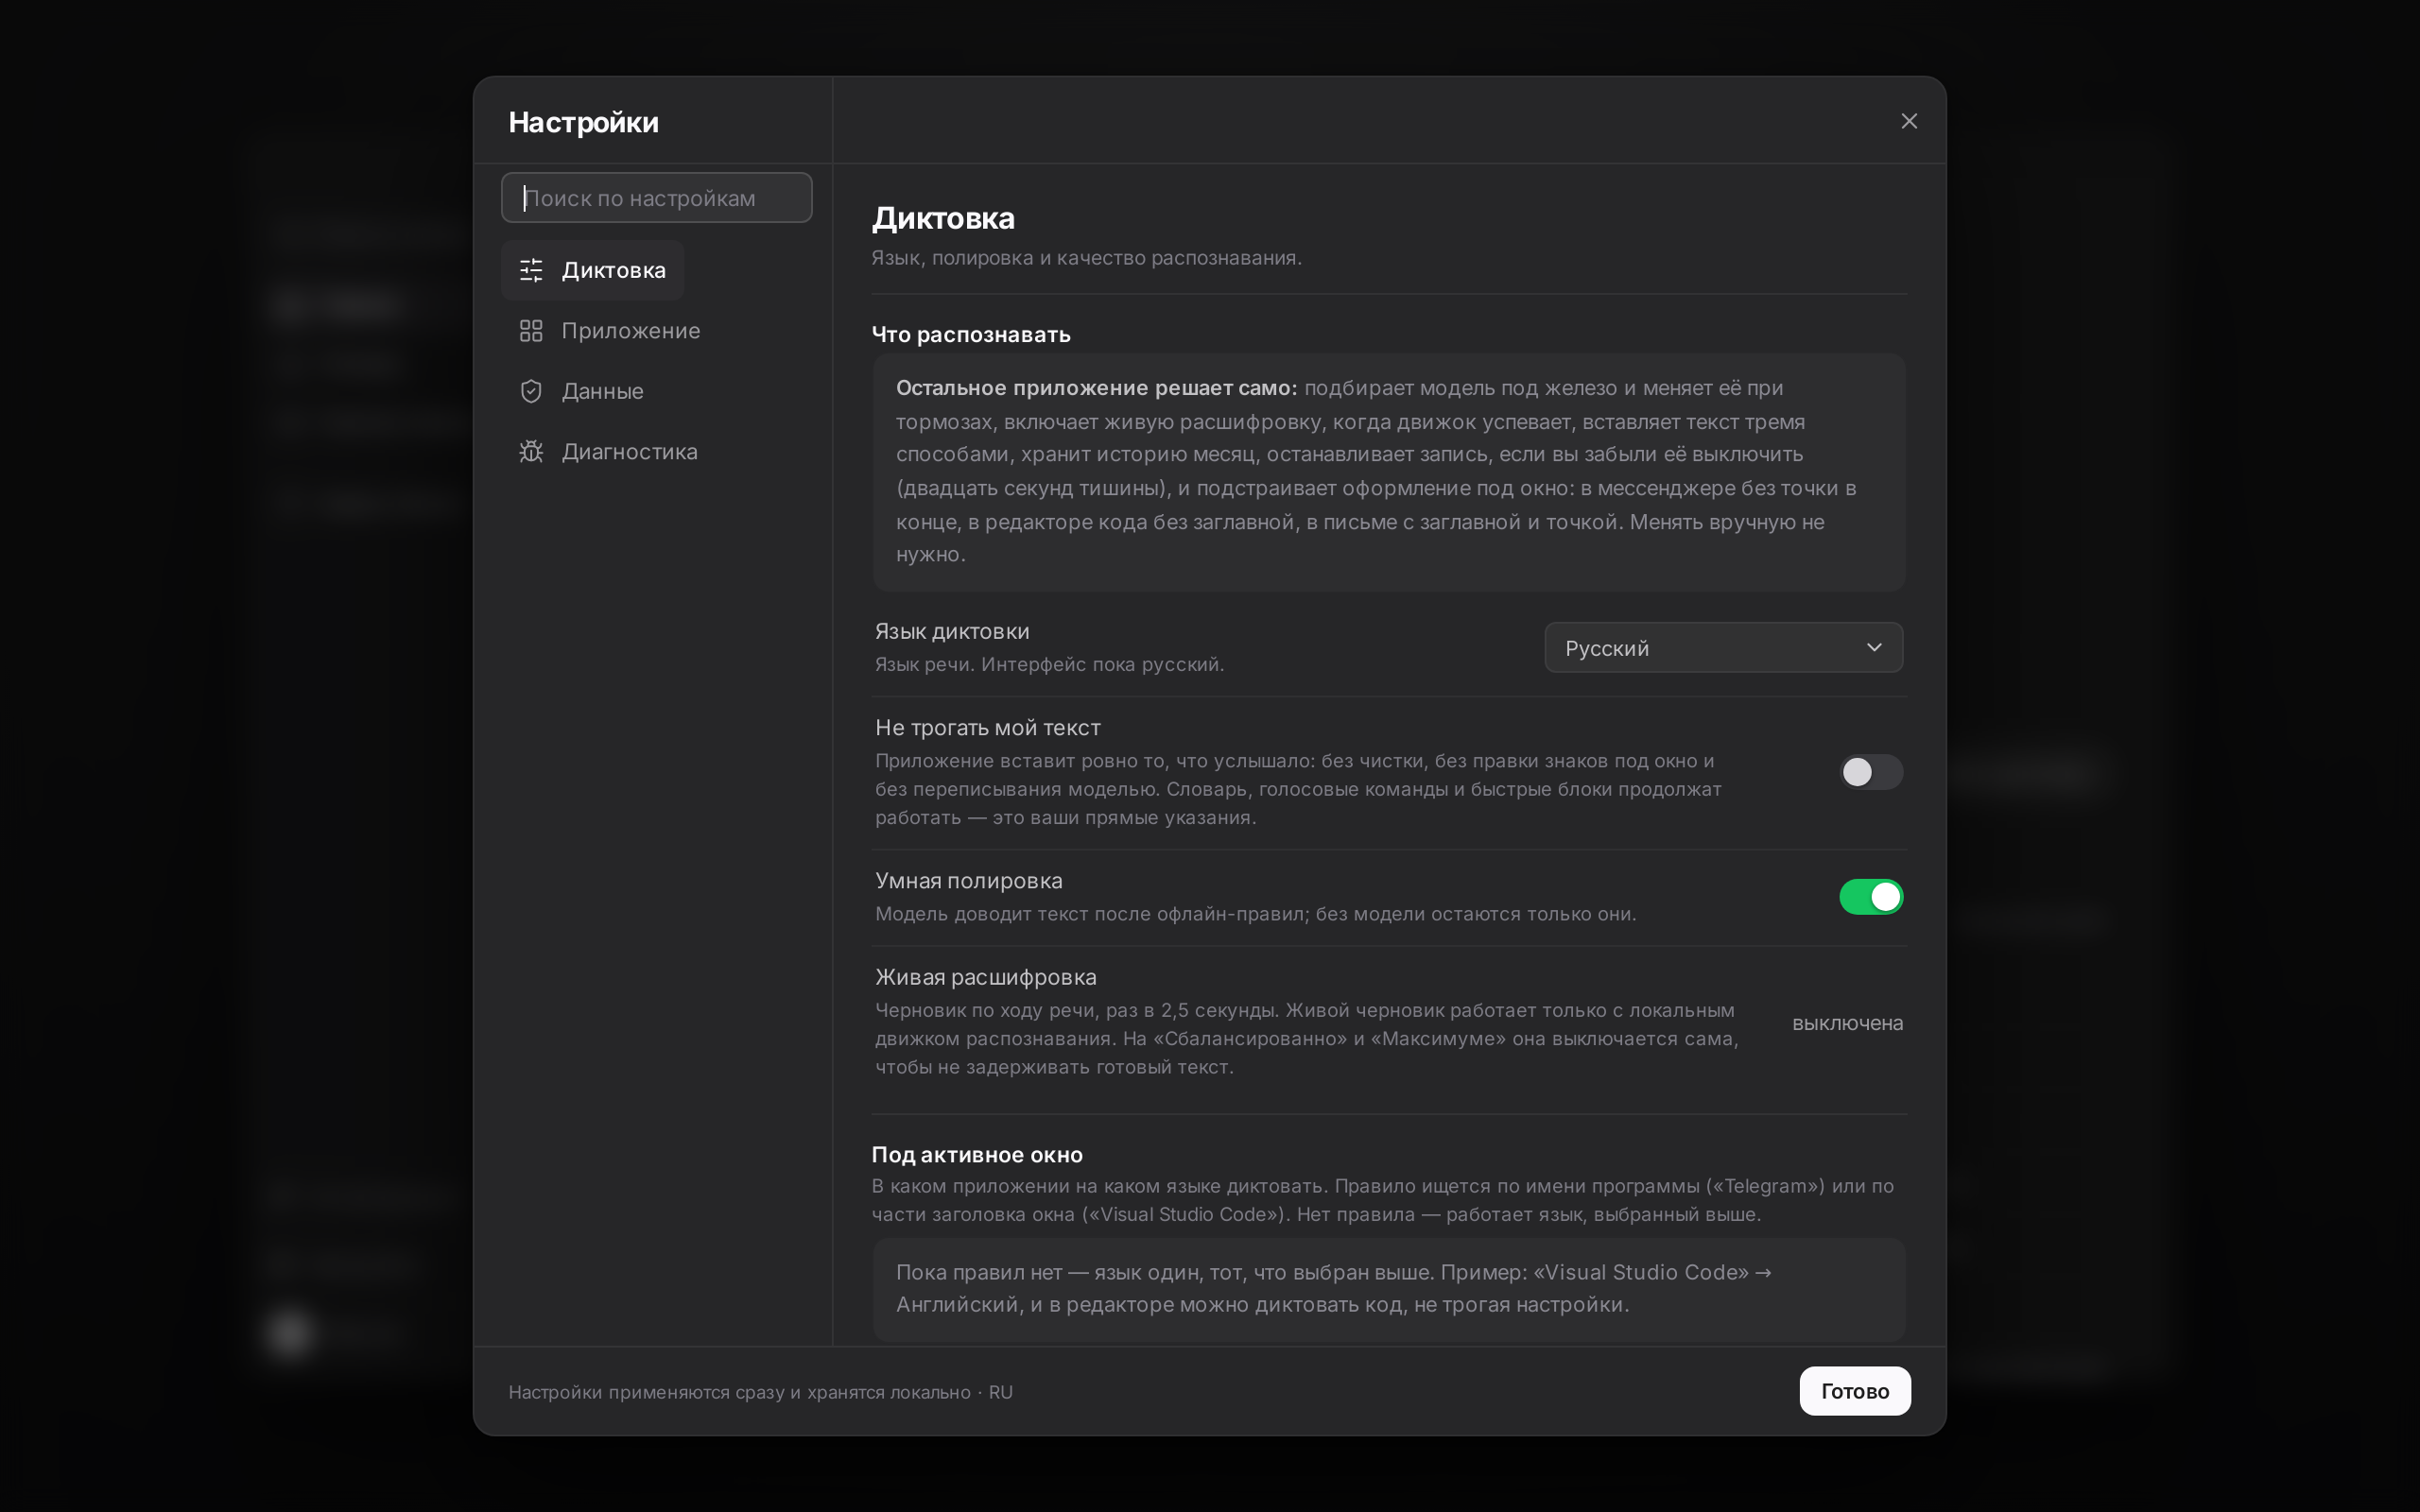 Настройки
Поиск по настройкам
Диктовка
Приложение
Данные
Диагностика
Диктовка
Язык, полировка и качество распознавания.
Что распознавать
Остальное приложение решает само: подбирает модель под железо и меняет её при
тормозах, включает живую расшифровку, когда движок успевает, вставляет текст тремя
способами, хранит историю месяц, останавливает запись, если вы забыли её выключить
(двадцать секунд тишины), и подстраивает оформление под окно: в мессенджере без точки в
конце, в редакторе кода без заглавной, в письме с заглавной и точкой. Менять вручную не
нужно.
Язык диктовки
Язык речи. Интерфейс пока русский.
Русский
Не трогать мой текст
Приложение вставит ровно то, что услышало: без чистки, без правки знаков под окно и
без переписывания моделью. Словарь, голосовые команды и быстрые блоки продолжат
работать — это ваши прямые указания.
Умная полировка
Модель доводит текст после офлайн-правил; без модели остаются только они.
Живая расшифровка
Черновик по ходу речи, раз в 2,5 секунды. Живой черновик работает только с локальным
движком распознавания. На «Сбалансированно» и «Максимуме» она выключается сама,
чтобы не задерживать готовый текст.
выключена
Под активное окно
В каком приложении на каком языке диктовать. Правило ищется по имени программы («Telegram») или по
части заголовка окна («Visual Studio Code»). Нет правила — работает язык, выбранный выше.
Пока правил нет — язык один, тот, что выбран выше. Пример: «Visual Studio Code» →
Английский, и в редакторе можно диктовать код, не трогая настройки.
Настройки применяются сразу и хранятся локально · RU
Готово